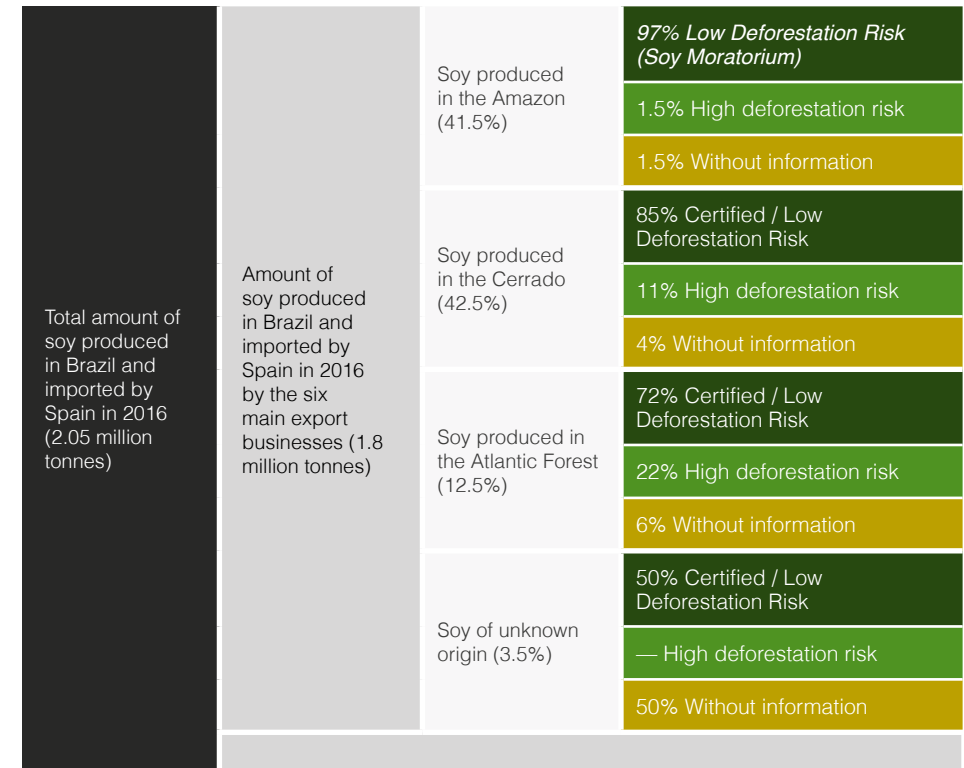 Total amount of
soy produced
in Brazil and
imported by
Spain in 2016
(2.05 million
tonnes)
Amount of
soy produced
in Brazil and
imported by
Spain in 2016
by the six
main export
businesses (1.8
million tonnes)
Soy produced
in the Amazon
(41.5%)
97% Low Deforestation Risk
(Soy Moratorium)
1.5% High deforestation risk
1.5% Without information
Soy produced
in the Cerrado
(42.5%)
85% Certified / Low
Deforestation Risk
11% High deforestation risk
4% Without information
Soy produced in
the Atlantic Forest
(12.5%)
72% Certified / Low
Deforestation Risk
22% High deforestation risk
6% Without information
Soy of unknown
origin (3.5%)
50% Certified / Low
Deforestation Risk
— High deforestation risk
50% Without information